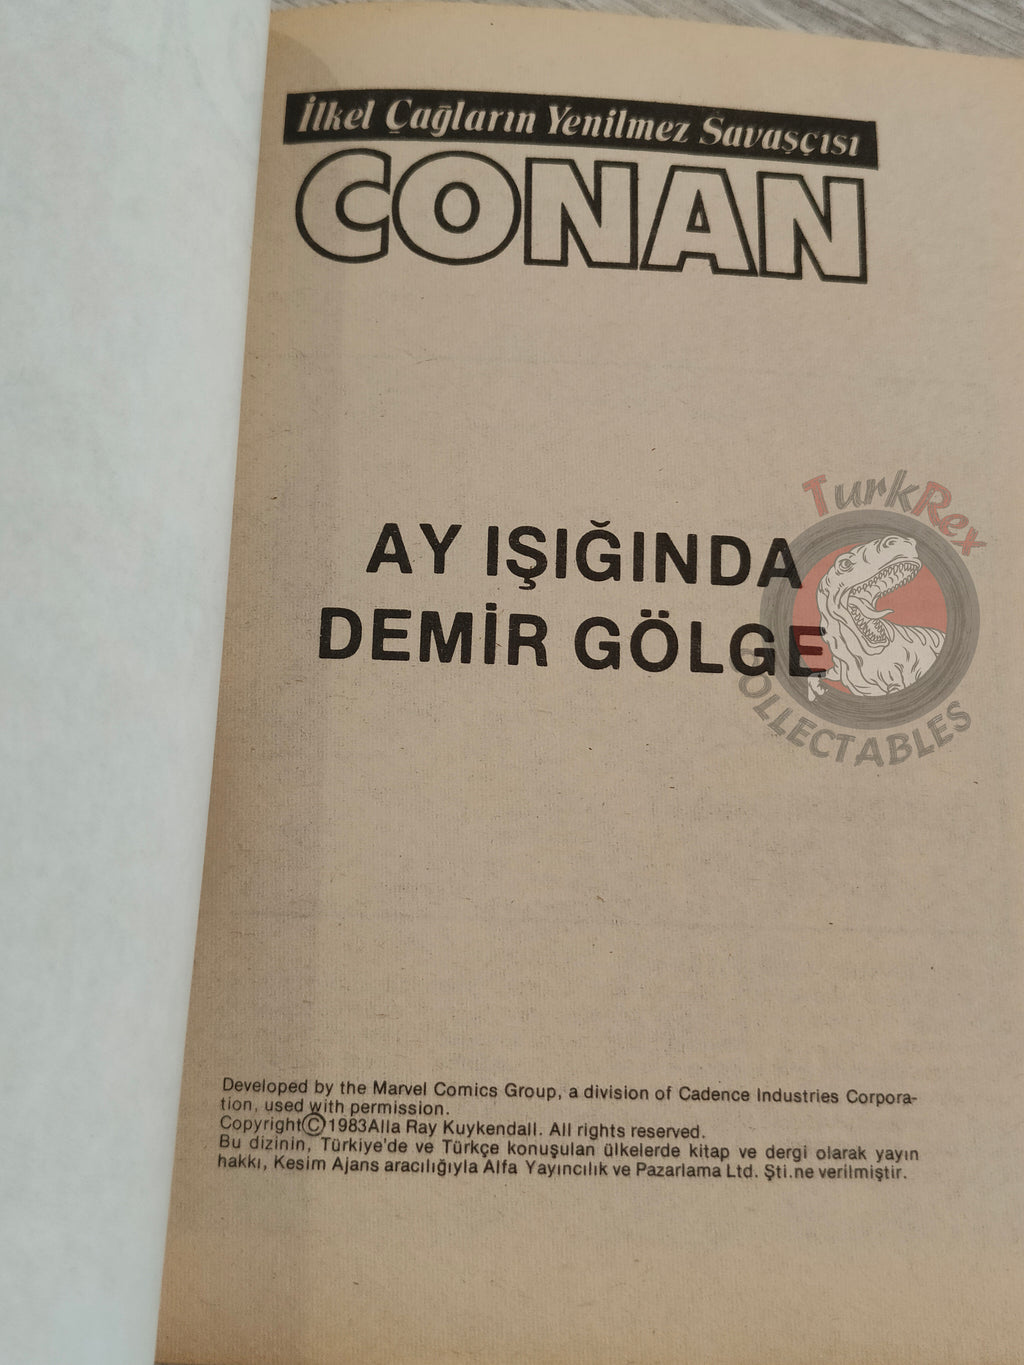 İlkel Çağların Yenilmez Savaşçısı
CONAN
TurkRex
AY IŞIĞINDA
DEMİR GÖLGE
COLLECTABLES
Developed by the Marvel Comics Group, a division of Cadence Industries Corpora-
tion, used with permission.
Copyright©1983Alla Ray Kuykendall. All rights reserved.
Bu dizinin, Türkiye'de ve Türkçe konuşulan ülkelerde kitap ve dergi olarak yayın
hakkı, Kesim Ajans aracılığıyla Alfa Yayıncılık ve Pazarlama Ltd. Şti.ne verilmiştir.